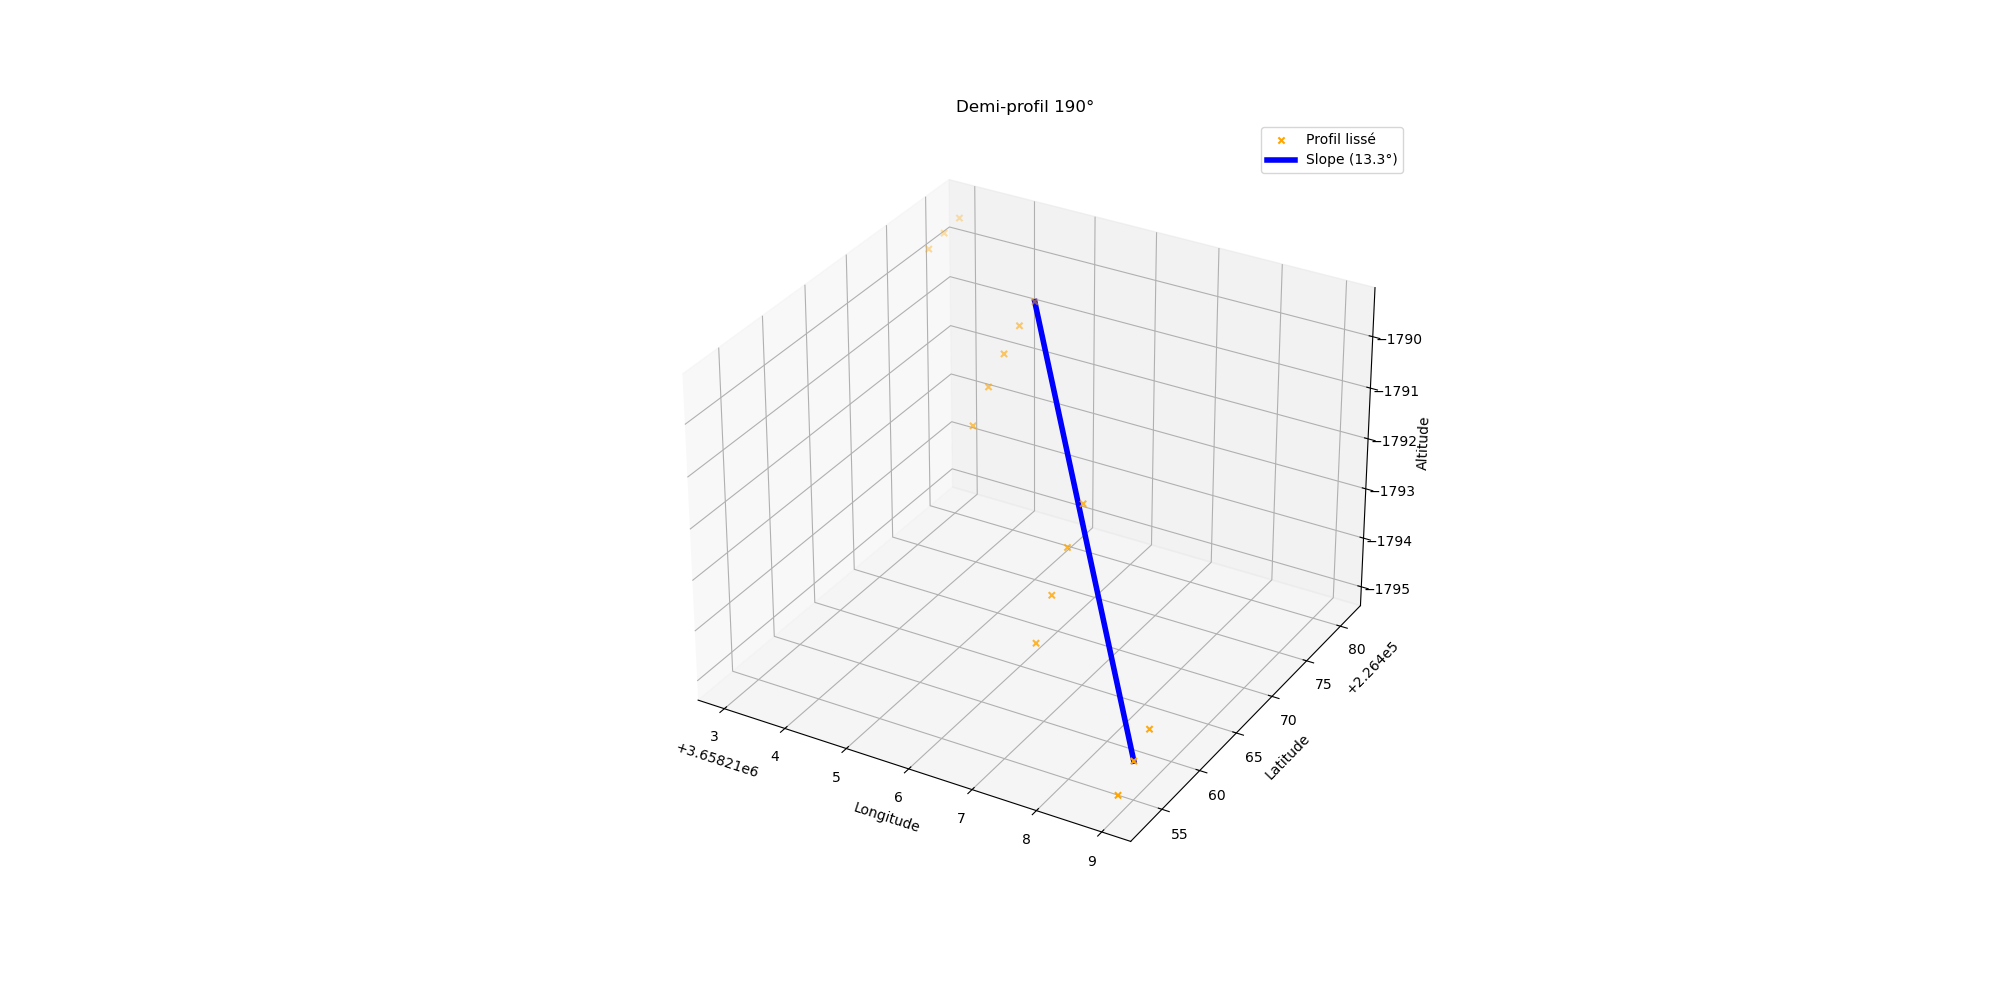 Demi-profil 190°
Profil lissé
Slope (13.3°)
−1790
−1791
−1792
−1793
−1794
−1795
Altitude
80
75
70
65
60
55
+2.264e5
Latitude
3
4
5
6
7
8
9
+3.65821e6
Longitude